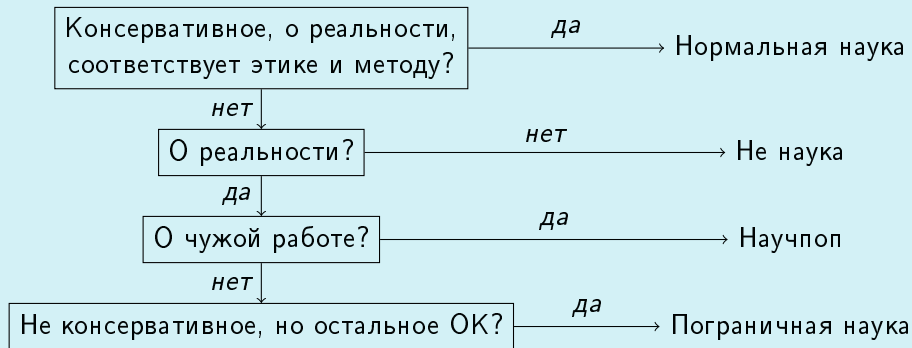 Консервативное, о реальности,
соответствует этике и методу?
да
Нормальная наука
нет
О реальности?
нет
Не наука
да
О чужой работе?
да
Научпоп
нет
Не консервативное, но остальное ОК?
да
Пограничная наука